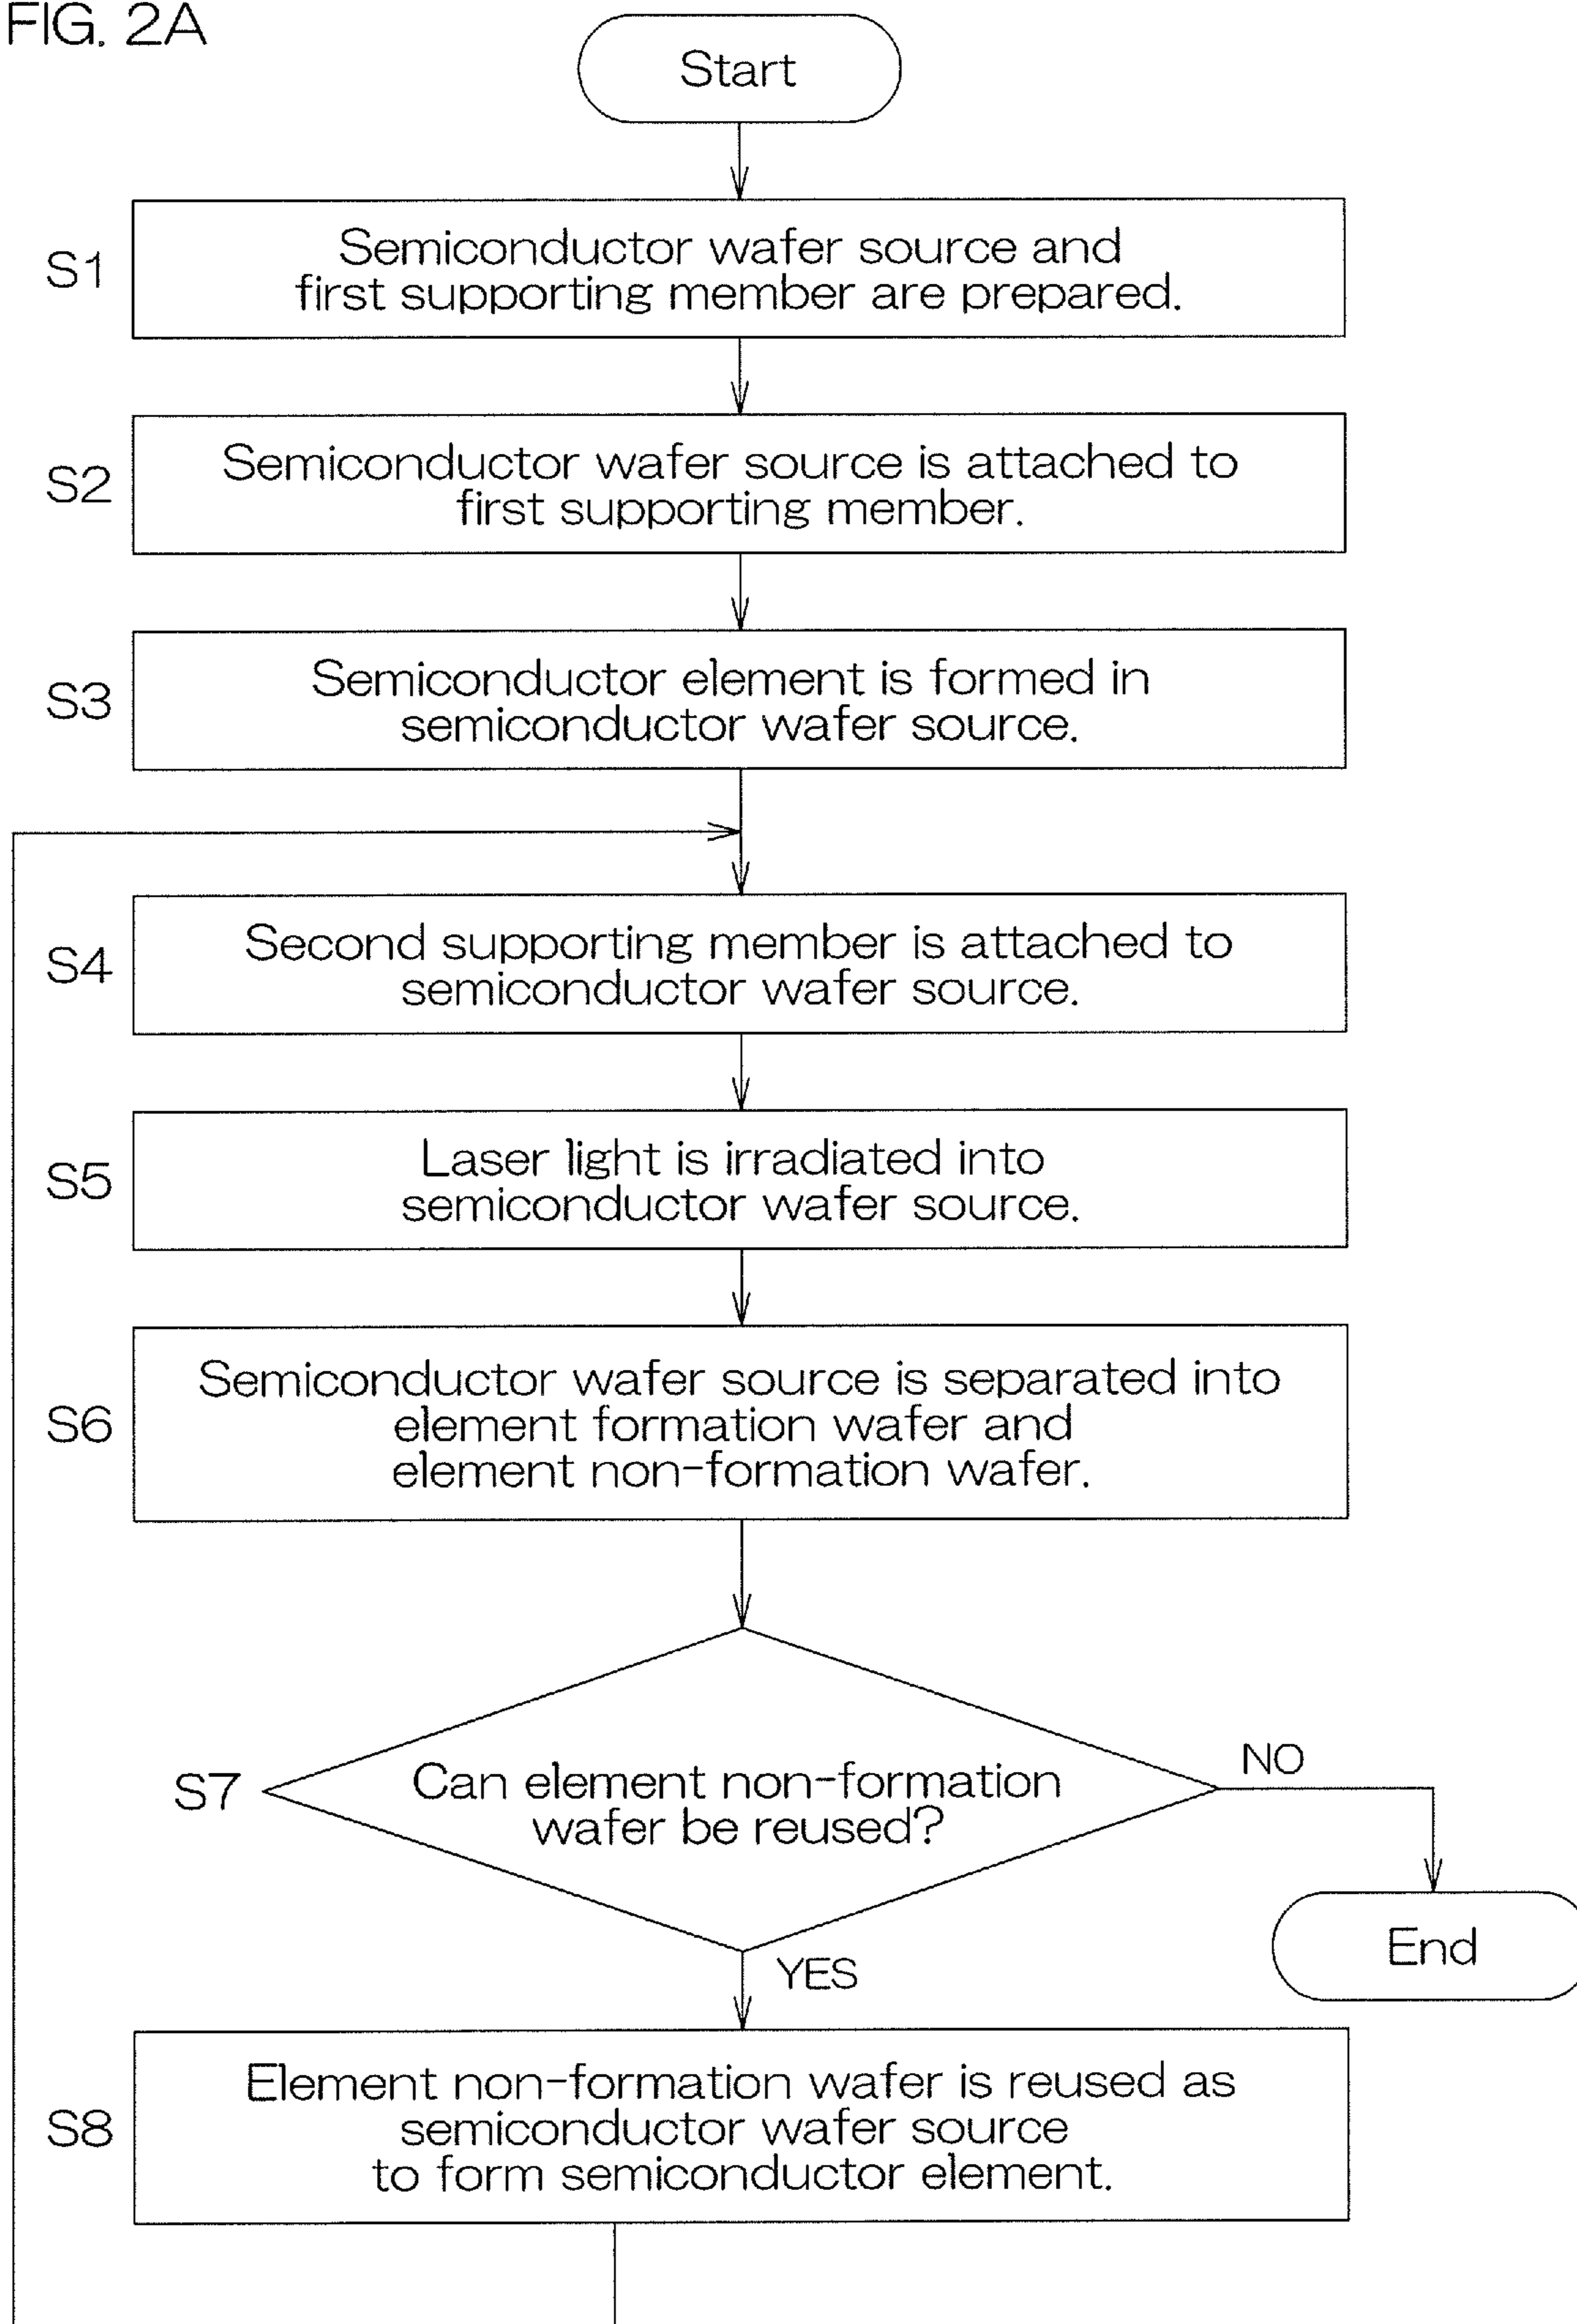 FIG. 2A
Start
S1
Semiconductor wafer source and
first supporting member are prepared.
S2
Semiconductor wafer source is attached to
first supporting member.
S3
Semiconductor element is formed in
semiconductor wafer source.
S4
Second supporting member is attached to
semiconductor wafer source.
S5
Laser light is irradiated into
semiconductor wafer source.
S6
Semiconductor wafer source is separated into
element formation wafer and
element non-formation wafer.
S7
Can element non-formation
wafer be reused?
NO
End
YES
S8
Element non-formation wafer is reused as
semiconductor wafer source
to form semiconductor element.